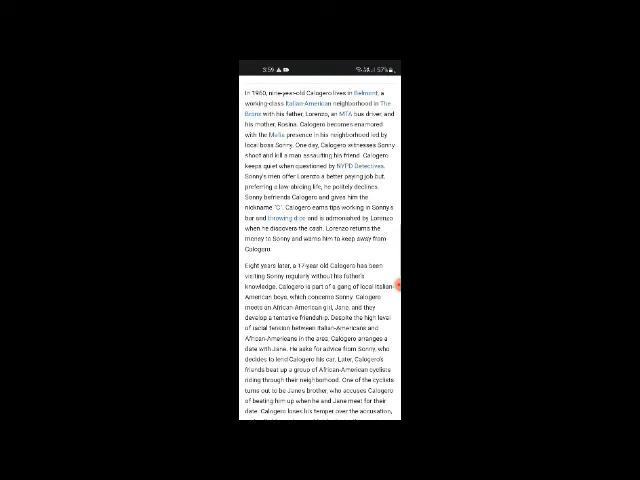 3:59 57%
In 1960, nine-year-old Calogero lives in Belmont, a
working-class Italian-American neighborhood in The
Bronx with his father, Lorenzo, an MTA bus driver, and
his mother, Rosina. Calogero becomes enamored
with the Mafia presence in his neighborhood led by
local boss Sonny. One day, Calogero witnesses Sonny
shoot and kill a man assaulting his friend. Calogero
keeps quiet when questioned by NYPD Detectives.
Sonny's men offer Lorenzo a better paying job but,
preferring a law-abiding life, he politely declines.
Sonny befriends Calogero and gives him the
nickname "C". Calogero earns tips working in Sonny's
bar and throwing dice and is admonished by Lorenzo
when he discovers the cash. Lorenzo returns the
money to Sonny and warns him to keep away from
Calogero.
Eight years later, a 17-year old Calogero has been
visiting Sonny regularly without his father's
knowledge. Calogero is part of a gang of local Italian-
American boys, which concerns Sonny. Calogero
meets an African-American girl, Jane, and they
develop a tentative friendship. Despite the high level
of racial tension between Italian-Americans and
African-Americans in the area, Calogero arranges a
date with Jane. He asks for advice from Sonny, who
decides to lend Calogero his car. Later, Calogero's
friends beat up a group of African-American cyclists
riding through their neighborhood. One of the cyclists
turns out to be Jane's brother, who accuses Calogero
of beating him up when he and Jane meet for their
date. Calogero loses his temper over the accusation,